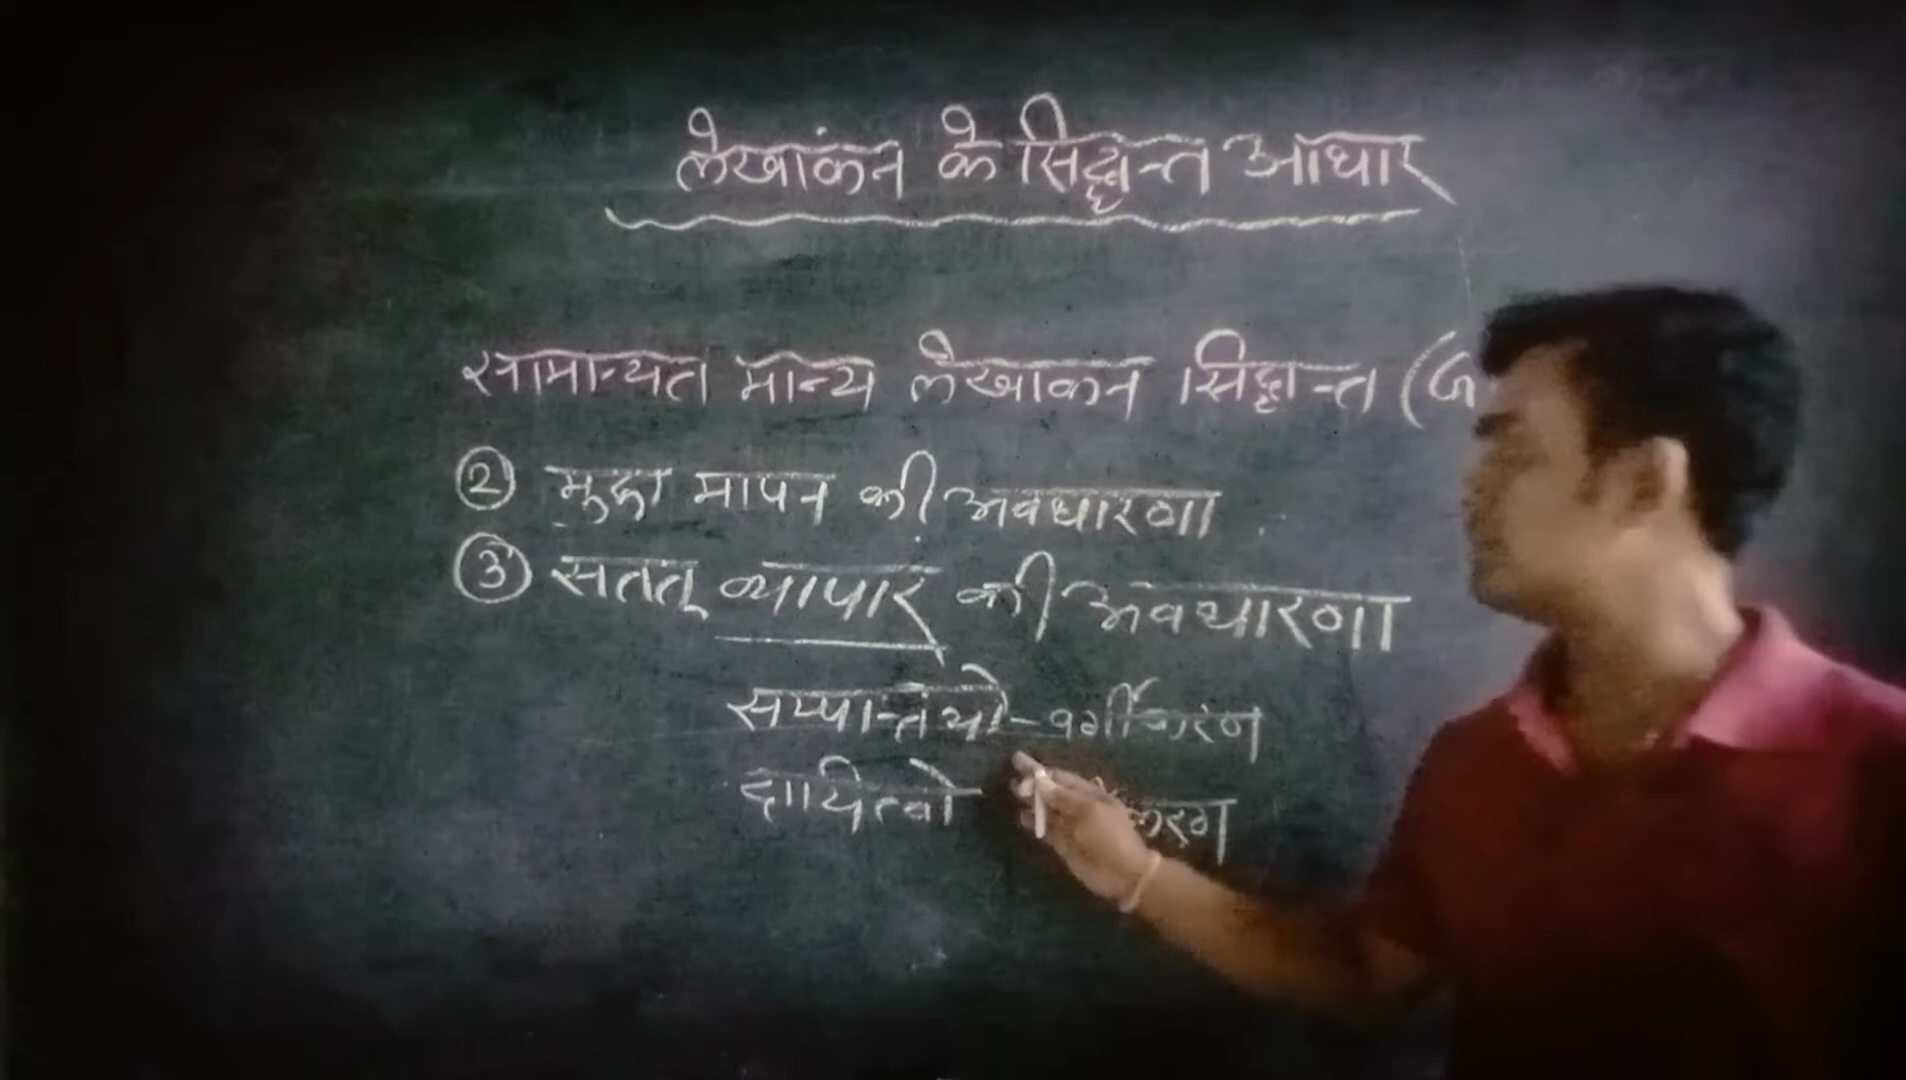 लेखांकन के सिद्धान्त आधार
सामान्यत मान्य लेखाकन सिद्धान्त (
② मुद्रा मापन की अवधारणा
③ सतत् व्यापार की अवधारणा
सम्पत्तियो - वर्गीकरण
दायित्वो